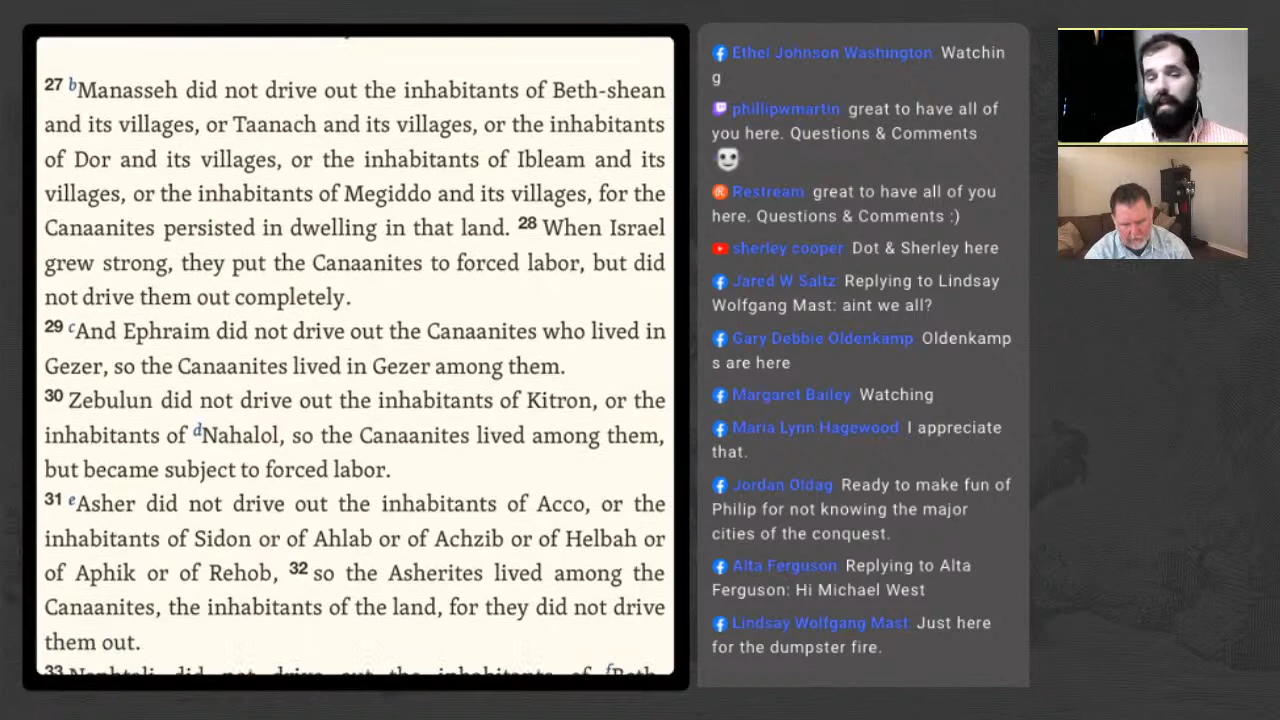 27 bManasseh did not drive out the inhabitants of Beth-shean
and its villages, or Taanach and its villages, or the inhabitants
of Dor and its villages, or the inhabitants of Ibleam and its
villages, or the inhabitants of Megiddo and its villages, for the
Canaanites persisted in dwelling in that land. 28 When Israel
grew strong, they put the Canaanites to forced labor, but did
not drive them out completely.
29 cAnd Ephraim did not drive out the Canaanites who lived in
Gezer, so the Canaanites lived in Gezer among them.
30 Zebulun did not drive out the inhabitants of Kitron, or the
inhabitants of dNahalol, so the Canaanites lived among them,
but became subject to forced labor.
31 eAsher did not drive out the inhabitants of Acco, or the
inhabitants of Sidon or of Ahlab or of Achzib or of Helbah or
of Aphik or of Rehob, 32 so the Asherites lived among the
Canaanites, the inhabitants of the land, for they did not drive
them out.
33 Naphtali did not drive out the inhabitants of fBeth-
Ethel Johnson Washington Watchin
g
phillipwmartin great to have all of
you here. Questions & Comments
Restream great to have all of you
here. Questions & Comments :)
sherley cooper Dot & Sherley here
Jared W Saltz Replying to Lindsay
Wolfgang Mast: aint we all?
Gary Debbie Oldenkamp Oldenkamp
s are here
Margaret Bailey Watching
Maria Lynn Hagewood I appreciate
that.
Jordan Oldag Ready to make fun of
Philip for not knowing the major
cities of the conquest.
Alta Ferguson Replying to Alta
Ferguson: Hi Michael West
Lindsay Wolfgang Mast Just here
for the dumpster fire.